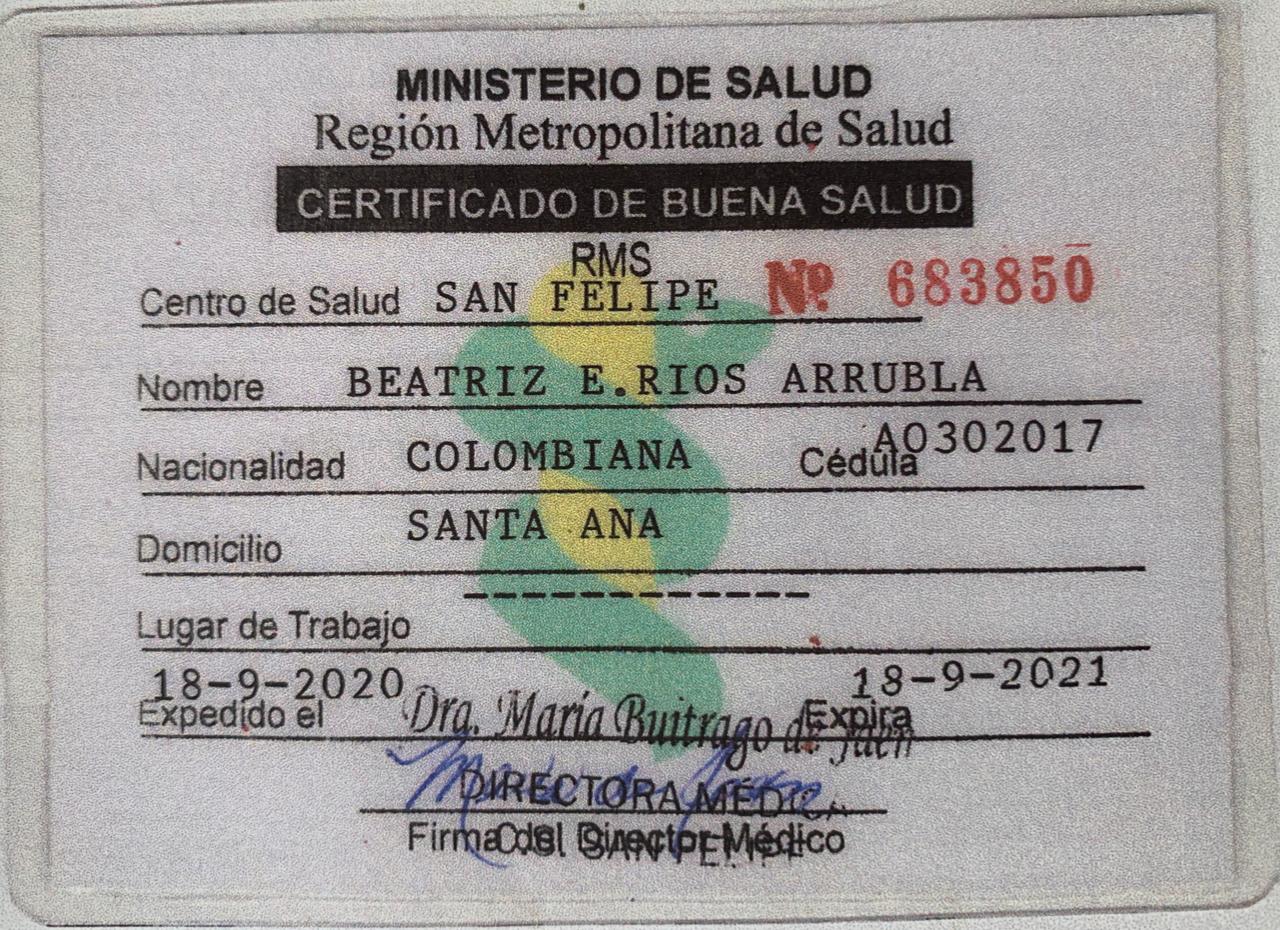 MINISTERIO DE SALUD
Región Metropolitana de Salud
CERTIFICADO DE BUENA SALUD
RMS
Centro de Salud SAN FELIPE Nº 683850
Nombre BEATRIZ E.RIOS ARRUBLA
Nacionalidad COLOMBIANA Cédula AO302017
Domicilio SANTA ANA
------------
Lugar de Trabajo
18-9-2020 18-9-2021
Expedido el Dra. María Buitrago de Jaén Expira
DIRECTORA MÉDICA
Firma del Director Médico
C.S. SAN FELIPE